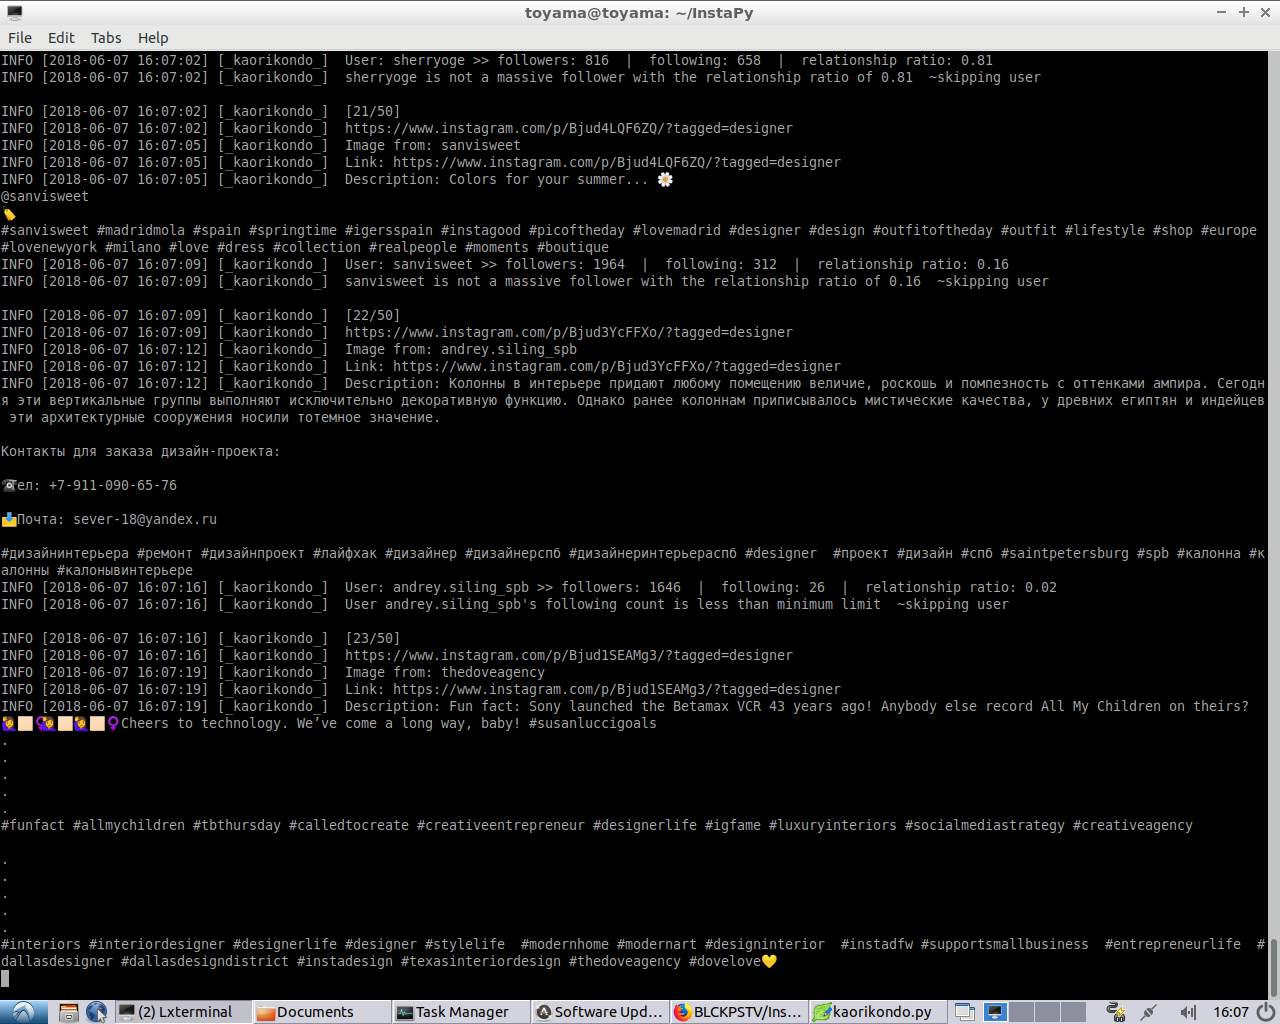 toyama@toyama: ~/InstaPy
File Edit Tabs Help
INFO [2018-06-07 16:07:02] [_kaorikondo_]  User: sherryoge >> followers: 816  |  following: 658  |  relationship ratio: 0.81
INFO [2018-06-07 16:07:02] [_kaorikondo_]  sherryoge is not a massive follower with the relationship ratio of 0.81  ~skipping user
INFO [2018-06-07 16:07:02] [_kaorikondo_]  [21/50]
INFO [2018-06-07 16:07:02] [_kaorikondo_]  https://www.instagram.com/p/Bjud4LQF6ZQ/?tagged=designer
INFO [2018-06-07 16:07:05] [_kaorikondo_]  Image from: sanvisweet
INFO [2018-06-07 16:07:05] [_kaorikondo_]  Link: https://www.instagram.com/p/Bjud4LQF6ZQ/?tagged=designer
INFO [2018-06-07 16:07:05] [_kaorikondo_]  Description: Colors for your summer... 🌼
@sanvisweet
🏷
#sanvisweet #madridmola #spain #springtime #igersspain #instagood #picoftheday #lovemadrid #designer #design #outfitoftheday #outfit #lifestyle #shop #europe
#lovenewyork #milano #love #dress #collection #realpeople #moments #boutique
INFO [2018-06-07 16:07:09] [_kaorikondo_]  User: sanvisweet >> followers: 1964  |  following: 312  |  relationship ratio: 0.16
INFO [2018-06-07 16:07:09] [_kaorikondo_]  sanvisweet is not a massive follower with the relationship ratio of 0.16  ~skipping user
INFO [2018-06-07 16:07:09] [_kaorikondo_]  [22/50]
INFO [2018-06-07 16:07:09] [_kaorikondo_]  https://www.instagram.com/p/Bjud3YcFFXo/?tagged=designer
INFO [2018-06-07 16:07:12] [_kaorikondo_]  Image from: andrey.siling_spb
INFO [2018-06-07 16:07:12] [_kaorikondo_]  Link: https://www.instagram.com/p/Bjud3YcFFXo/?tagged=designer
INFO [2018-06-07 16:07:12] [_kaorikondo_]  Description: Колонны в интерьере придают любому помещению величие, роскошь и помпезность с оттенками ампира. Сегодн
я эти вертикальные группы выполняют исключительно декоративную функцию. Однако ранее колоннам приписывалось мистические качества, у древних египтян и индейцев
эти архитектурные сооружения носили тотемное значение.
Контакты для заказа дизайн-проекта:
☎Тел: +7-911-090-65-76
📩Почта: sever-18@yandex.ru
#дизайнинтерьера #ремонт #дизайнпроект #лайфхак #дизайнер #дизайнерспб #дизайнеринтерьераспб #designer  #проект #дизайн #спб #saintpetersburg #spb #калонна #к
алонны #калонывинтерьере
INFO [2018-06-07 16:07:16] [_kaorikondo_]  User: andrey.siling_spb >> followers: 1646  |  following: 26  |  relationship ratio: 0.02
INFO [2018-06-07 16:07:16] [_kaorikondo_]  User andrey.siling_spb's following count is less than minimum limit  ~skipping user
INFO [2018-06-07 16:07:16] [_kaorikondo_]  [23/50]
INFO [2018-06-07 16:07:16] [_kaorikondo_]  https://www.instagram.com/p/Bjud1SEAMg3/?tagged=designer
INFO [2018-06-07 16:07:19] [_kaorikondo_]  Image from: thedoveagency
INFO [2018-06-07 16:07:19] [_kaorikondo_]  Link: https://www.instagram.com/p/Bjud1SEAMg3/?tagged=designer
INFO [2018-06-07 16:07:19] [_kaorikondo_]  Description: Fun fact: Sony launched the Betamax VCR 43 years ago! Anybody else record All My Children on theirs?
🙋🏻♀🙋🏻🙋🏻♀Cheers to technology. We’ve come a long way, baby! #susanluccigoals
.
.
.
.
.
#funfact #allmychildren #tbthursday #calledtocreate #creativeentrepreneur #designerlife #igfame #luxuryinteriors #socialmediastrategy #creativeagency
.
.
.
.
.
#interiors #interiordesigner #designerlife #designer #stylelife  #modernhome #modernart #designinterior  #instadfw #supportsmallbusiness  #entrepreneurlife  #
dallasdesigner #dallasdesigndistrict #instadesign #texasinteriordesign #thedoveagency #dovelove💛
(2) Lxterminal Documents Task Manager Software Upd... BLCKPSTV/Ins... kaorikondo.py 16:07